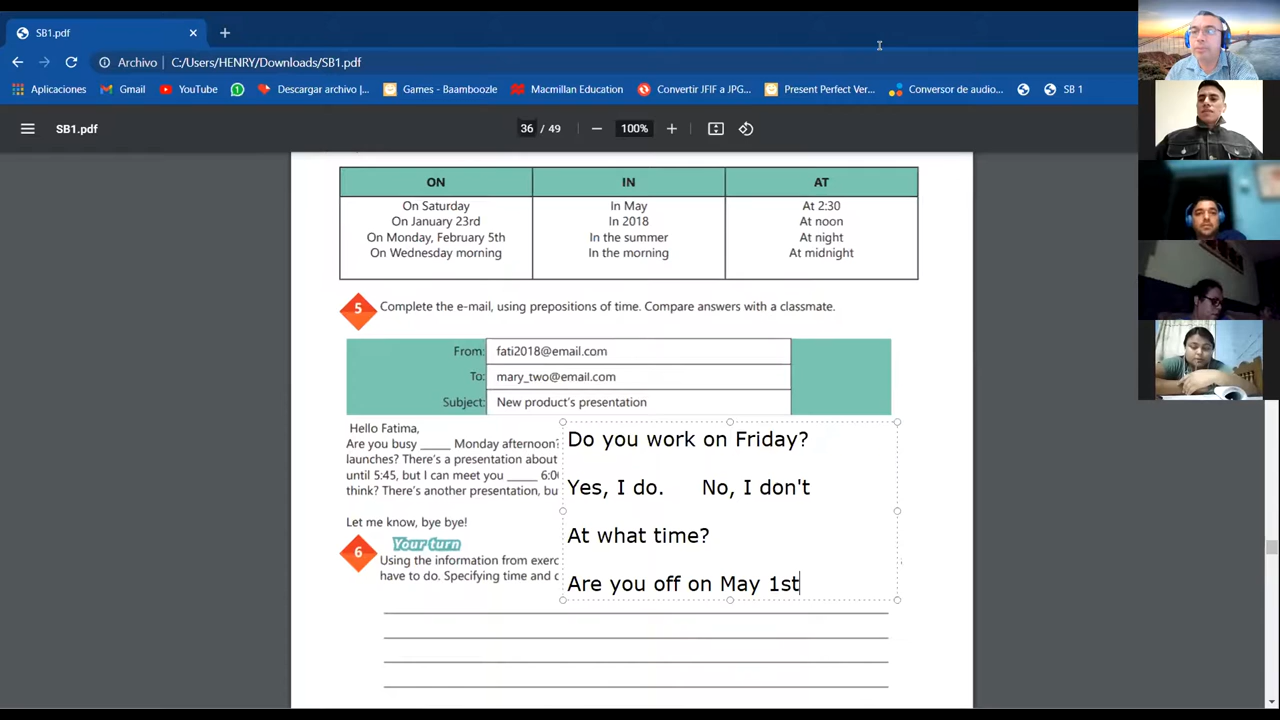 SB1.pdf
Archivo C:/Users/HENRY/Downloads/SB1.pdf
Aplicaciones Gmail YouTube Descargar archivo |... Games - Baamboozle Macmillan Education Convertir JFIF a JPG... Present Perfect Ver... Conversor de audio... SB 1
SB1.pdf 36 / 49 100%
ON IN AT
On Saturday In May At 2:30
On January 23rd In 2018 At noon
On Monday, February 5th In the summer At night
On Wednesday morning In the morning At midnight
5 Complete the e-mail, using prepositions of time. Compare answers with a classmate.
From: fati2018@email.com
To: mary_two@email.com
Subject: New product's presentation
Hello Fatima,
Are you busy _____ Monday afternoon?
launches? There's a presentation about
until 5:45, but I can meet you _____ 6:0
think? There's another presentation, bu
Let me know, bye bye!
Do you work on Friday?
Yes, I do. No, I don't
At what time?
Are you off on May 1st
6 Your turn
Using the information from exerc
have to do. Specifying time and